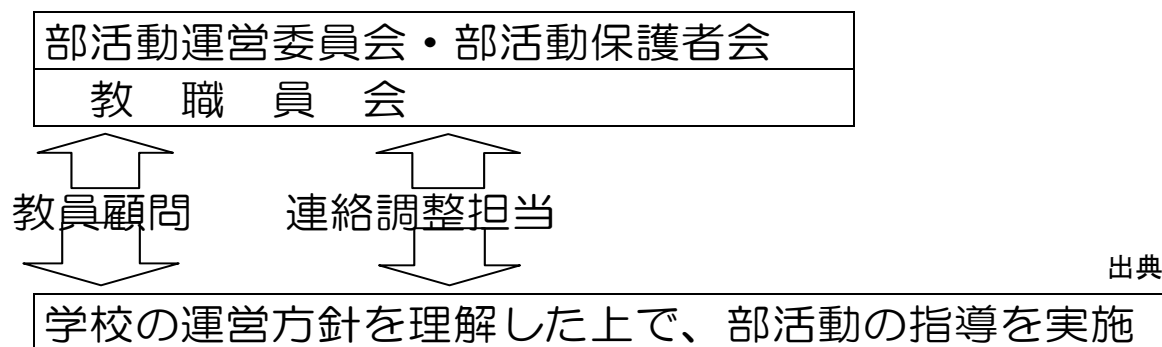 部活動運営委員会・部活動保護者会
教職員会
教員顧問 連絡調整担当
出典
学校の運営方針を理解した上で、部活動の指導を実施